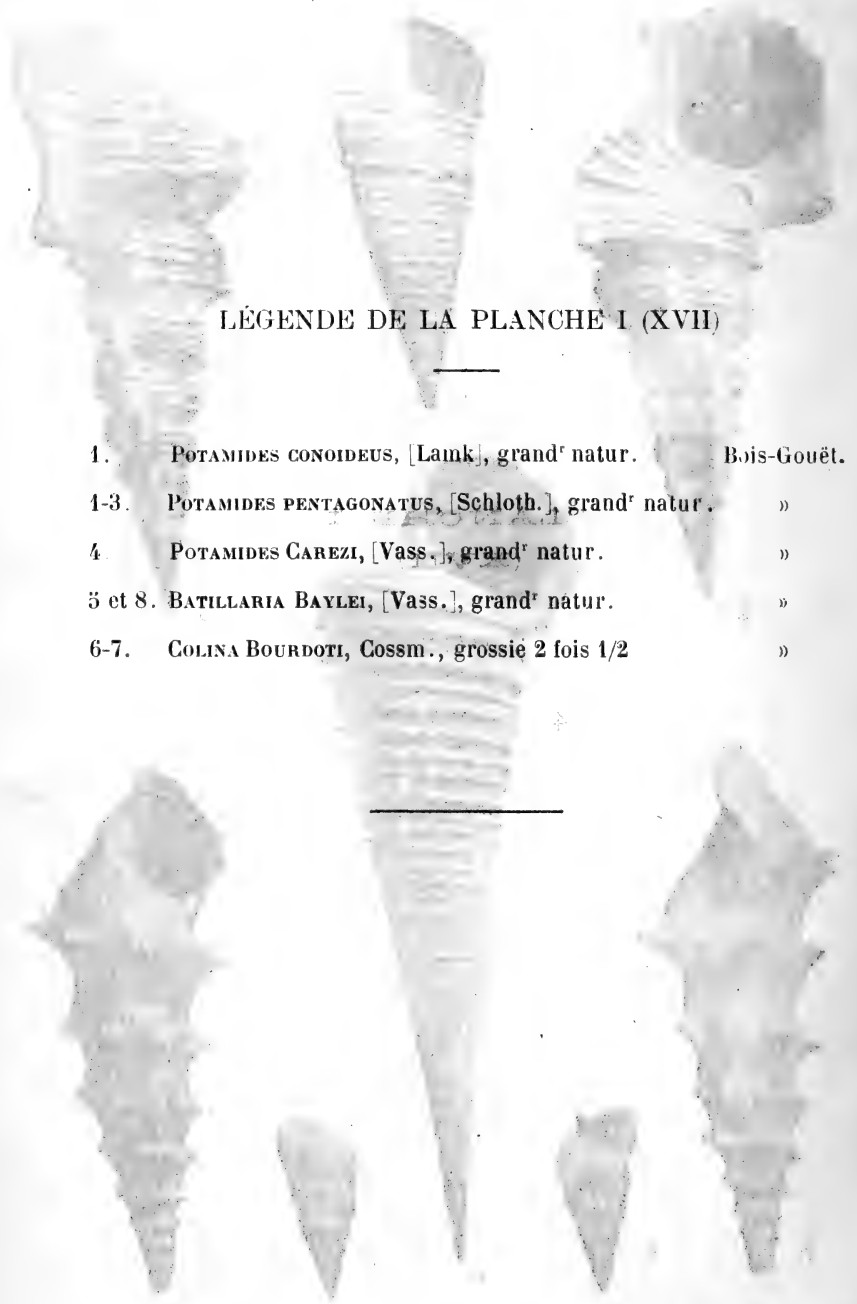 LÉGENDE DE LA PLANCHE I (XVII)
1. POTAMIDES CONOIDEUS, [Lamk], grandʳ natur. Bois-Gouët.
1-3. POTAMIDES PENTAGONATUS, [Schloth.], grandʳ natur. »
4 POTAMIDES CAREZI, [Vass.], grandʳ natur. »
5 et 8. BATILLARIA BAYLEI, [Vass.], grandʳ natur. »
6-7. COLINA BOURDOTI, Cossm., grossie 2 fois 1/2 »